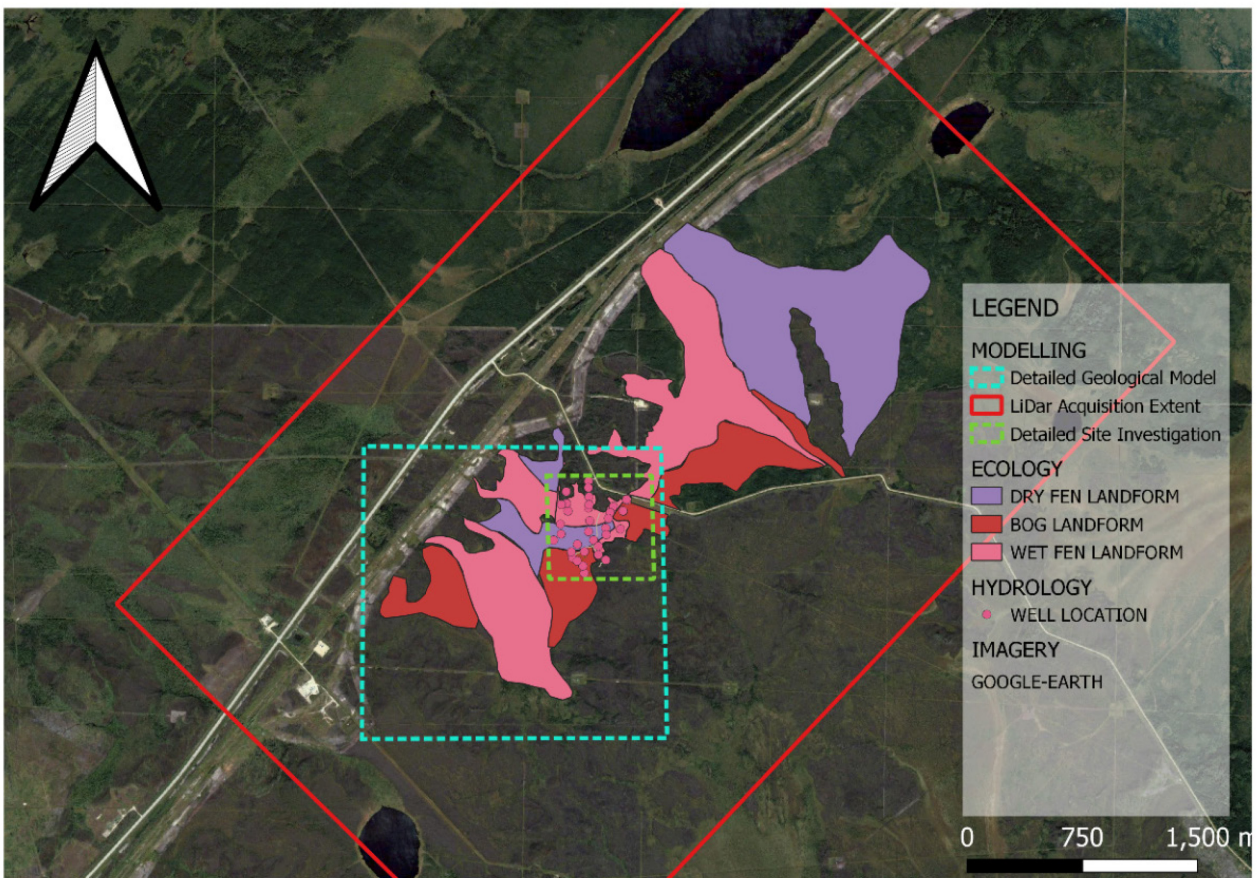 LEGEND
MODELLING
Detailed Geological Model
LiDar Acquisition Extent
Detailed Site Investigation
ECOLOGY
DRY FEN LANDFORM
BOG LANDFORM
WET FEN LANDFORM
HYDROLOGY
WELL LOCATION
IMAGERY
GOOGLE-EARTH
0 750 1,500 m